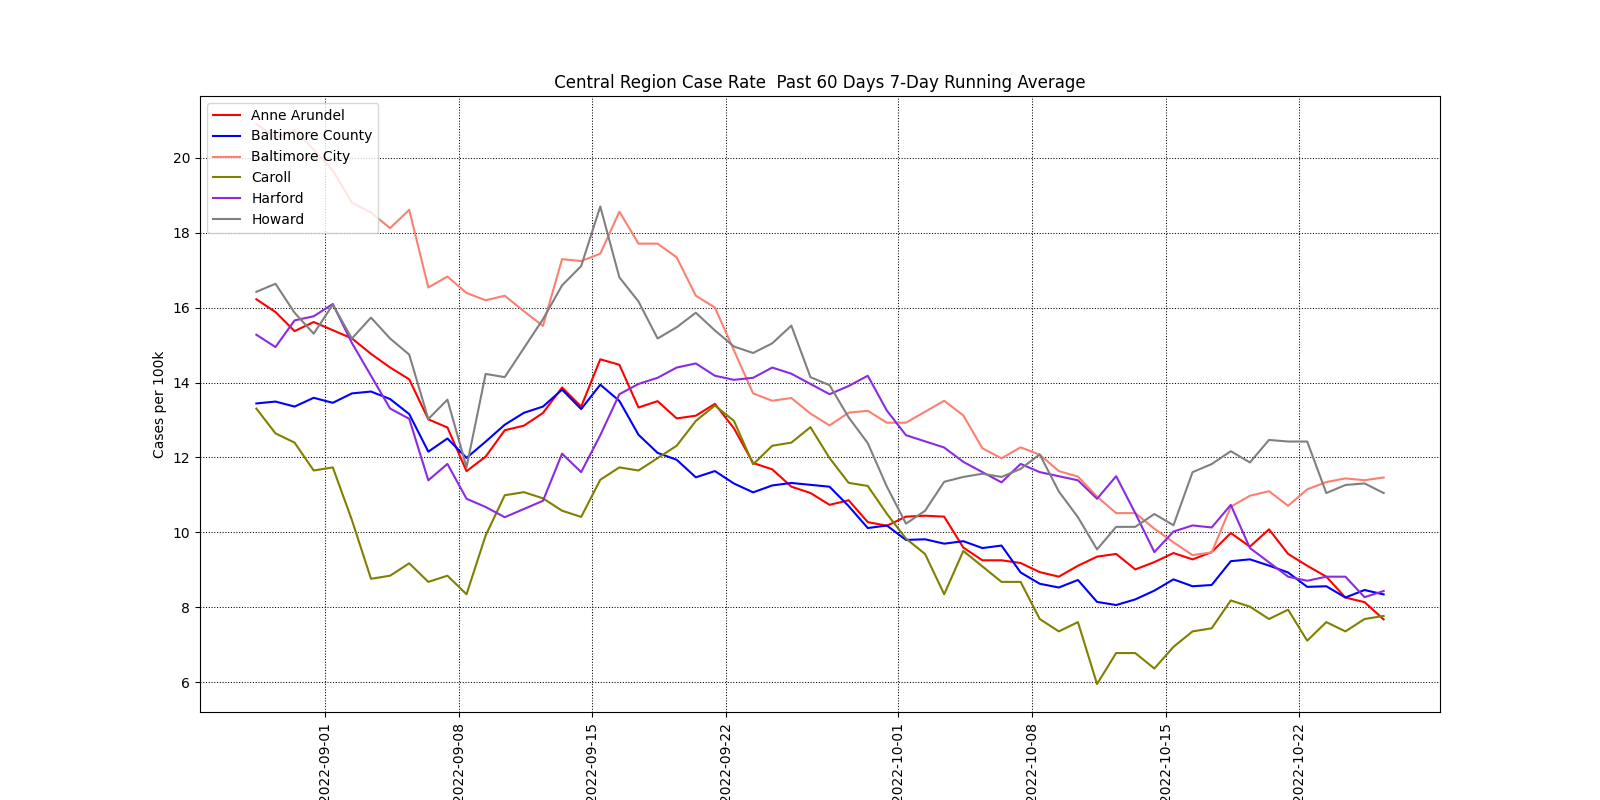 Central Region Case Rate  Past 60 Days 7-Day Running Average
Anne Arundel
Baltimore County
Baltimore City
Caroll
Harford
Howard
Cases per 100k
20
18
16
14
12
10
8
6
2022-09-01
2022-09-08
2022-09-15
2022-09-22
2022-10-01
2022-10-08
2022-10-15
2022-10-22